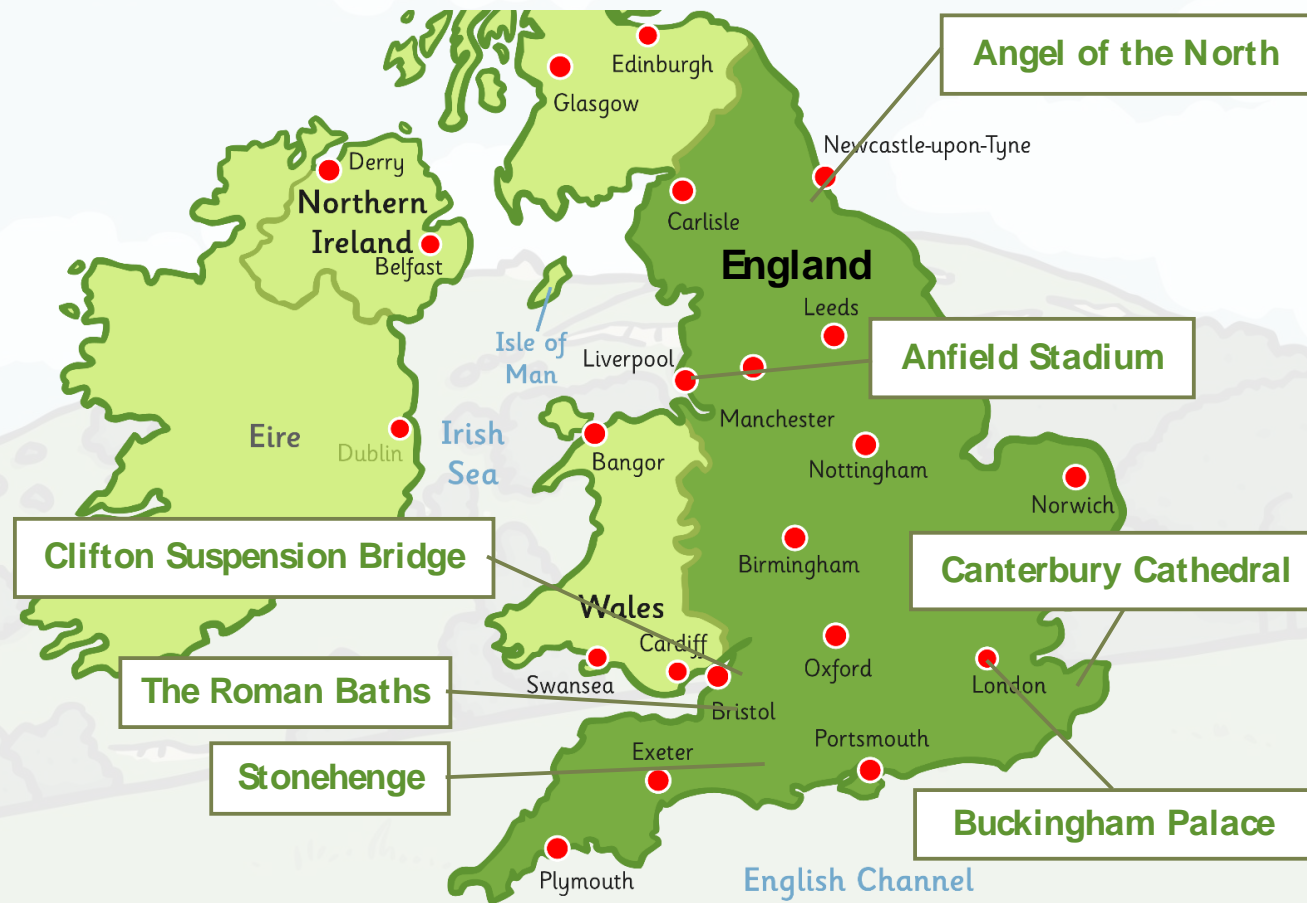 Angel of the North
Edinburgh
Glasgow
Newcastle-upon-Tyne
Derry
Northern
Ireland
Carlisle
Belfast
England
Leeds
Isle of
Man
Liverpool
Anfield Stadium
Manchester
Eire
Dublin
Irish
Sea
Bangor
Nottingham
Norwich
Clifton Suspension Bridge
Birmingham
Canterbury Cathedral
Wales
Cardiff
Oxford
Swansea
London
The Roman Baths
Bristol
Exeter
Portsmouth
Stonehenge
Buckingham Palace
Plymouth
English Channel